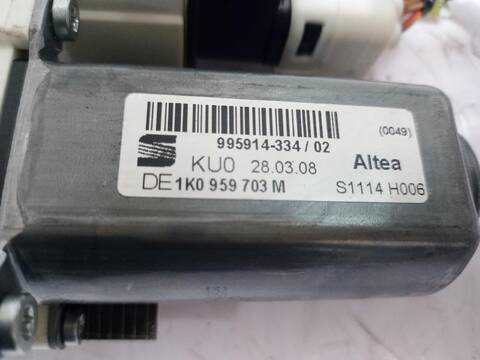 995914-334 / 02
(0049)
KU0 28.03.08
Altea
DE 1K0 959 703 M
S1114 H006